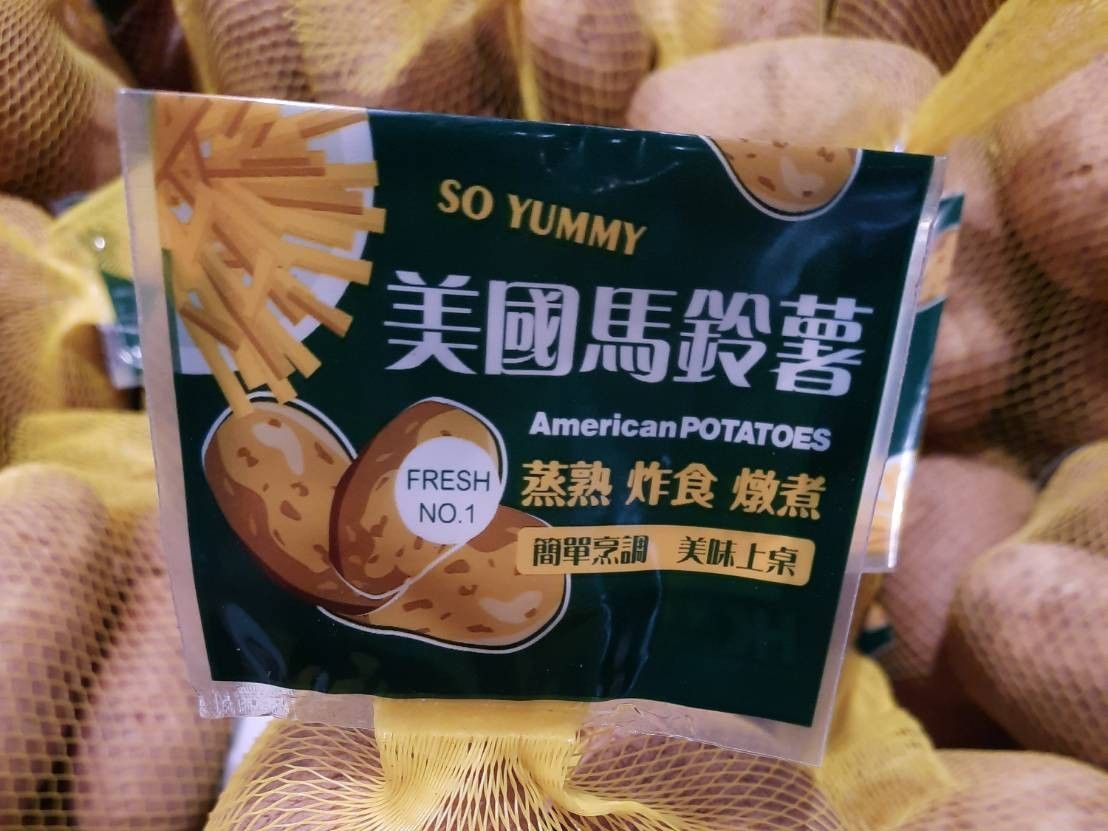 SO YUMMY
美國馬鈴薯
American POTATOES
FRESH
NO.1
蒸熟 炸食 燉煮
簡單烹調 美味上桌